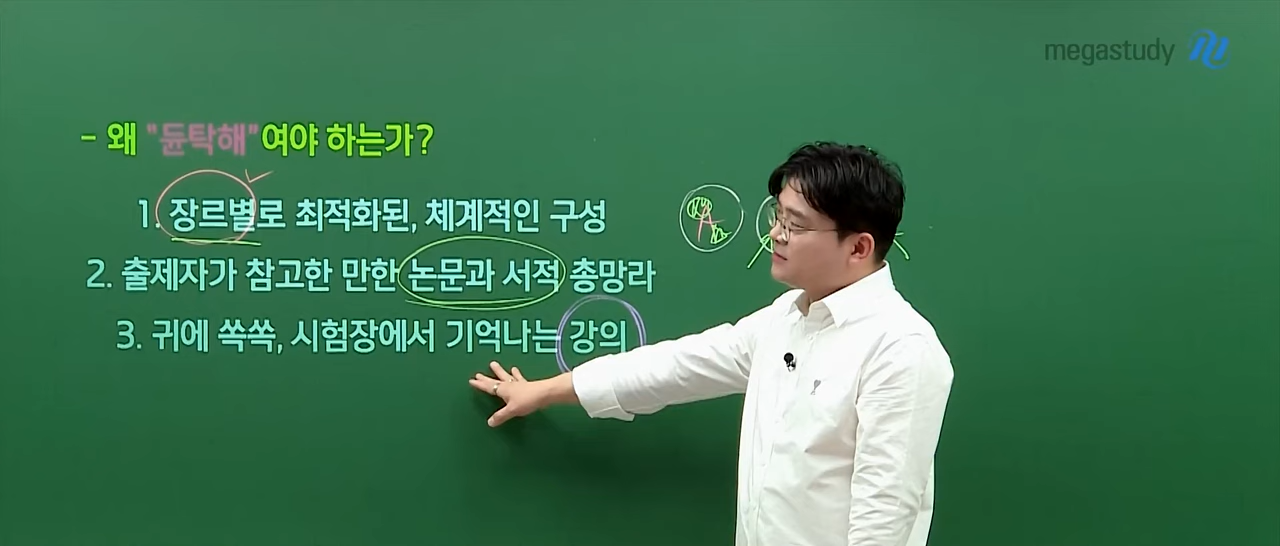 megastudy
- 왜 "듄탁해"여야 하는가?
1. 장르별로 최적화된, 체계적인 구성
2. 출제자가 참고한 만한 논문과 서적 총망라
3. 귀에 쏙쏙, 시험장에서 기억나는 강의